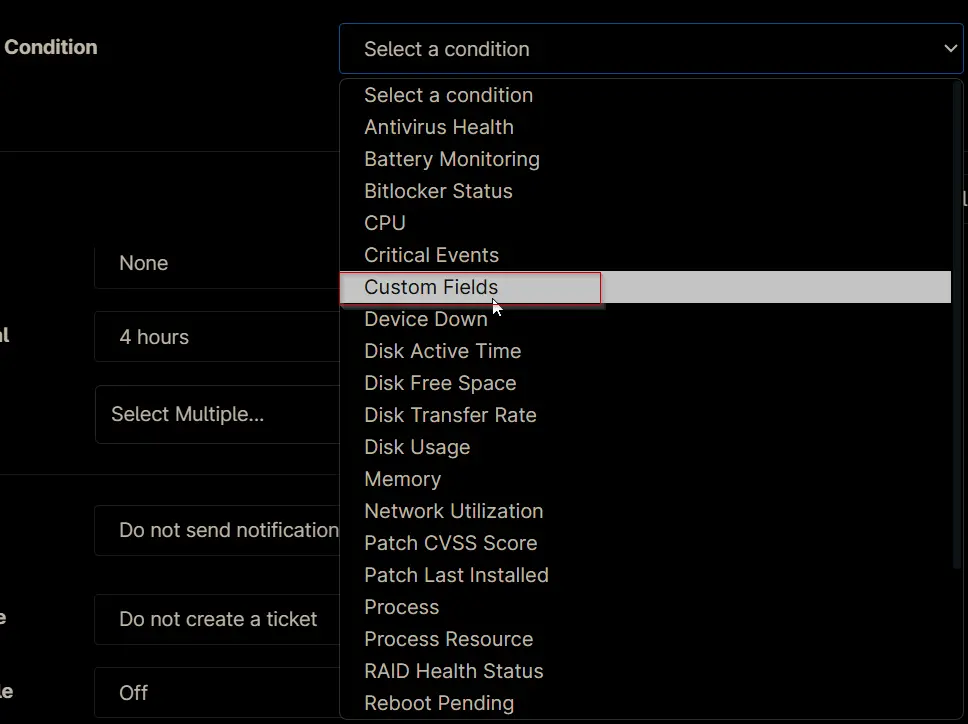 Condition
Select a condition
Select a condition
Antivirus Health
Battery Monitoring
Bitlocker Status
CPU
Critical Events
None
Custom Fields
Device Down
4 hours
Disk Active Time
Disk Free Space
Select Multiple...
Disk Transfer Rate
Disk Usage
Memory
Network Utilization
Do not send notification
Patch CVSS Score
Patch Last Installed
Process
Do not create a ticket
Process Resource
RAID Health Status
Off
Reboot Pending